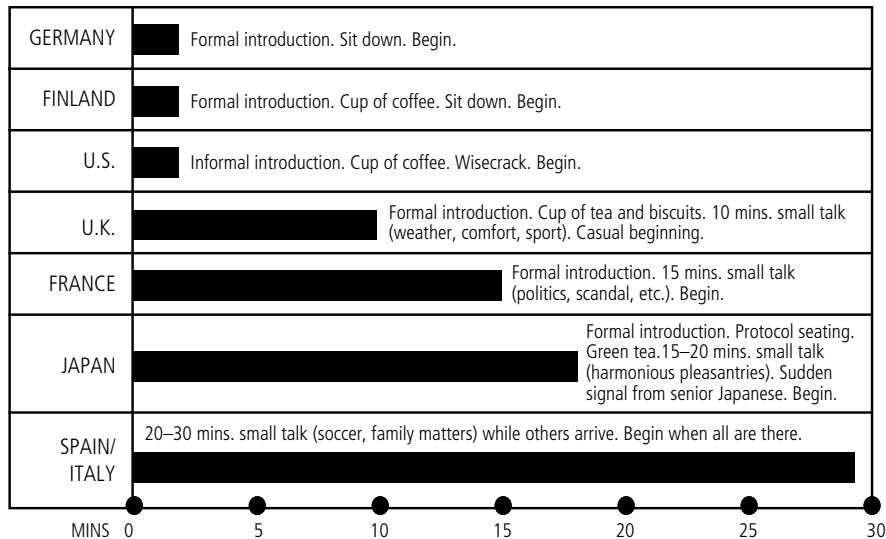 GERMANY
Formal introduction. Sit down. Begin.
FINLAND
Formal introduction. Cup of coffee. Sit down. Begin.
U.S.
Informal introduction. Cup of coffee. Wisecrack. Begin.
U.K.
Formal introduction. Cup of tea and biscuits. 10 mins. small talk
(weather, comfort, sport). Casual beginning.
FRANCE
Formal introduction. 15 mins. small talk
(politics, scandal, etc.). Begin.
JAPAN
Formal introduction. Protocol seating.
Green tea.15–20 mins. small talk
(harmonious pleasantries). Sudden
signal from senior Japanese. Begin.
SPAIN/
ITALY
20–30 mins. small talk (soccer, family matters) while others arrive. Begin when all are there.
MINS 0 5 10 15 20 25 30